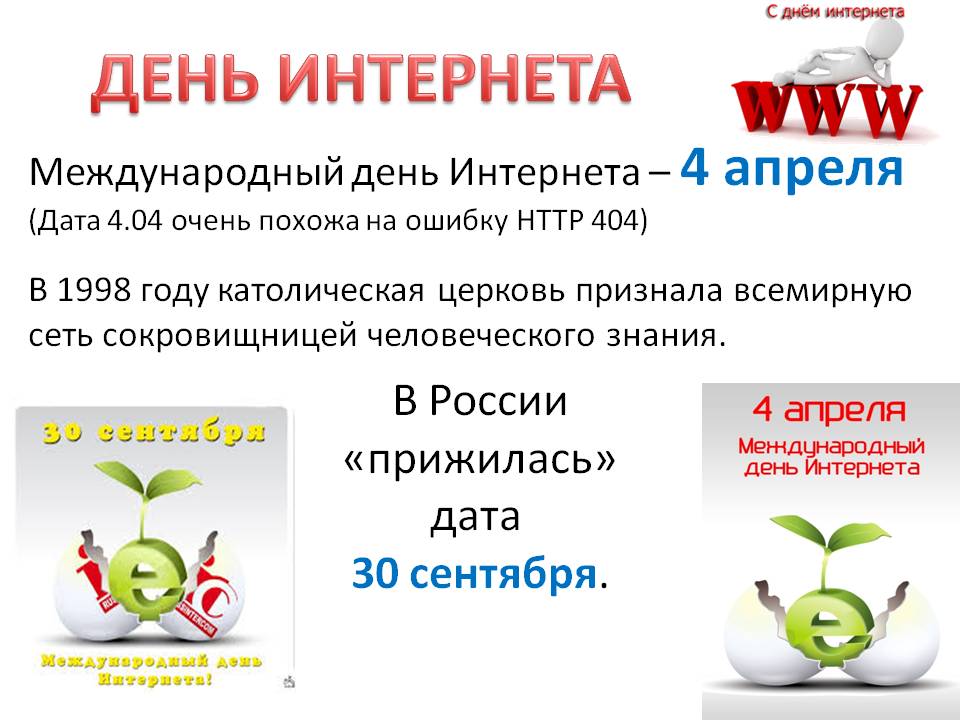 С днём интернета
ДЕНЬ ИНТЕРНЕТА
WWW
Международный день Интернета – 4 апреля
(Дата 4.04 очень похожа на ошибку HTTP 404)
В 1998 году католическая церковь признала всемирную
сеть сокровищницей человеческого знания.
В России
«прижилась»
дата
30 сентября.
30 сентября
e
Международный день
Интернета!
4 апреля
Международный
день Интернета
e